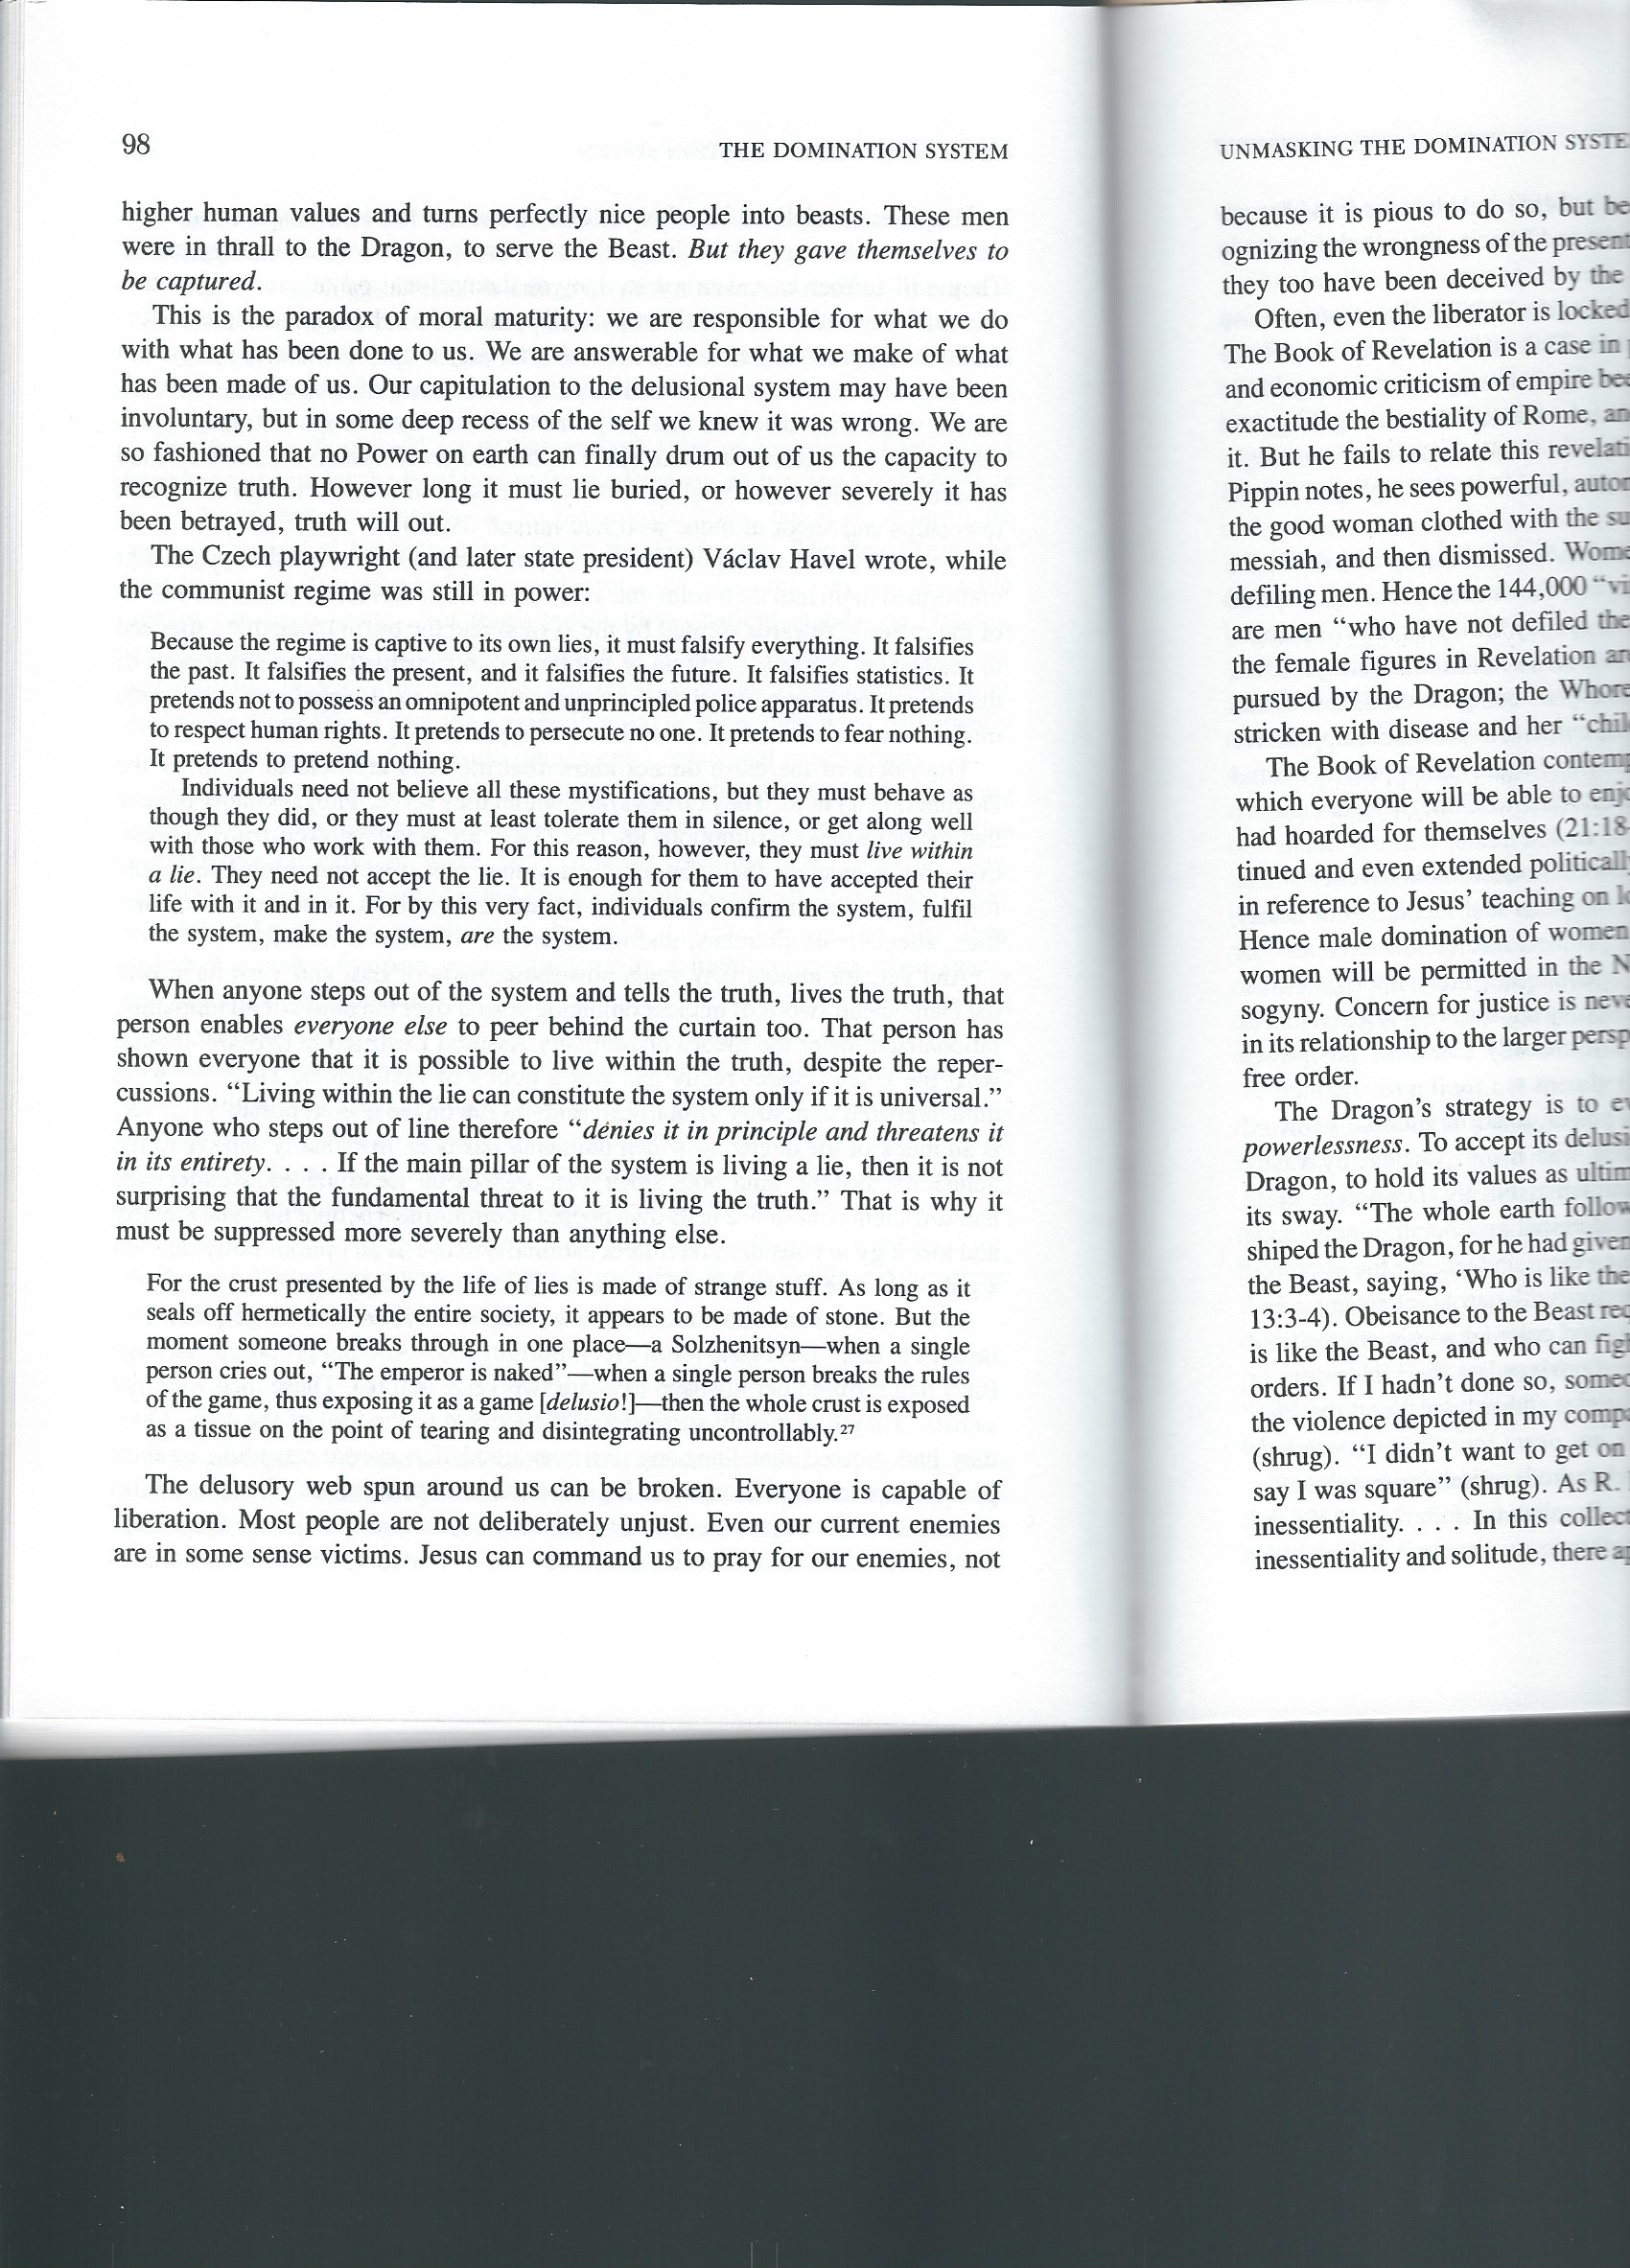 98
THE DOMINATION SYSTEM
higher human values and turns perfectly nice people into beasts. These men
were in thrall to the Dragon, to serve the Beast. But they gave themselves to
be captured.
This is the paradox of moral maturity: we are responsible for what we do
with what has been done to us. We are answerable for what we make of what
has been made of us. Our capitulation to the delusional system may have been
involuntary, but in some deep recess of the self we knew it was wrong. We are
so fashioned that no Power on earth can finally drum out of us the capacity to
recognize truth. However long it must lie buried, or however severely it has
been betrayed, truth will out.
The Czech playwright (and later state president) Václav Havel wrote, while
the communist regime was still in power:
Because the regime is captive to its own lies, it must falsify everything. It falsifies
the past. It falsifies the present, and it falsifies the future. It falsifies statistics. It
pretends not to possess an omnipotent and unprincipled police apparatus. It pretends
to respect human rights. It pretends to persecute no one. It pretends to fear nothing.
It pretends to pretend nothing.
Individuals need not believe all these mystifications, but they must behave as
though they did, or they must at least tolerate them in silence, or get along well
with those who work with them. For this reason, however, they must live within
a lie. They need not accept the lie. It is enough for them to have accepted their
life with it and in it. For by this very fact, individuals confirm the system, fulfil
the system, make the system, are the system.
When anyone steps out of the system and tells the truth, lives the truth, that
person enables everyone else to peer behind the curtain too. That person has
shown everyone that it is possible to live within the truth, despite the reper-
cussions. “Living within the lie can constitute the system only if it is universal.”
Anyone who steps out of line therefore “denies it in principle and threatens it
in its entirety. . . . If the main pillar of the system is living a lie, then it is not
surprising that the fundamental threat to it is living the truth.” That is why it
must be suppressed more severely than anything else.
For the crust presented by the life of lies is made of strange stuff. As long as it
seals off hermetically the entire society, it appears to be made of stone. But the
moment someone breaks through in one place—a Solzhenitsyn—when a single
person cries out, “The emperor is naked”—when a single person breaks the rules
of the game, thus exposing it as a game [delusio!]—then the whole crust is exposed
as a tissue on the point of tearing and disintegrating uncontrollably.27
The delusory web spun around us can be broken. Everyone is capable of
liberation. Most people are not deliberately unjust. Even our current enemies
are in some sense victims. Jesus can command us to pray for our enemies, not
UNMASKING THE DOMINATION
because it is pious to do so, but
ognizing the wrongness of the present
they too have been deceived by the
Often, even the liberator is locked
The Book of Revelation is a case in
and economic criticism of empire
exactitude the bestiality of Rome,
it. But he fails to relate this
Pippin notes, he sees powerful,
the good woman clothed with the
messiah, and then dismissed.
defiling men. Hence the 144,000
are men “who have not defiled
the female figures in Revelation
pursued by the Dragon; the
stricken with disease and her
The Book of Revelation
which everyone will be able to
had hoarded for themselves
tinued and even extended
in reference to Jesus’ teaching on
Hence male domination of women
women will be permitted in the
sogyny. Concern for justice is
in its relationship to the larger
free order.
The Dragon’s strategy is to
powerlessness. To accept its
Dragon, to hold its values as
its sway. “The whole earth
shiped the Dragon, for he had given
the Beast, saying, ‘Who is like the
13:3-4). Obeisance to the Beast
is like the Beast, and who can
orders. If I hadn’t done so,
the violence depicted in my
(shrug). “I didn’t want to get on
say I was square” (shrug). As R.
inessentiality. . . . In this
inessentiality and solitude, there